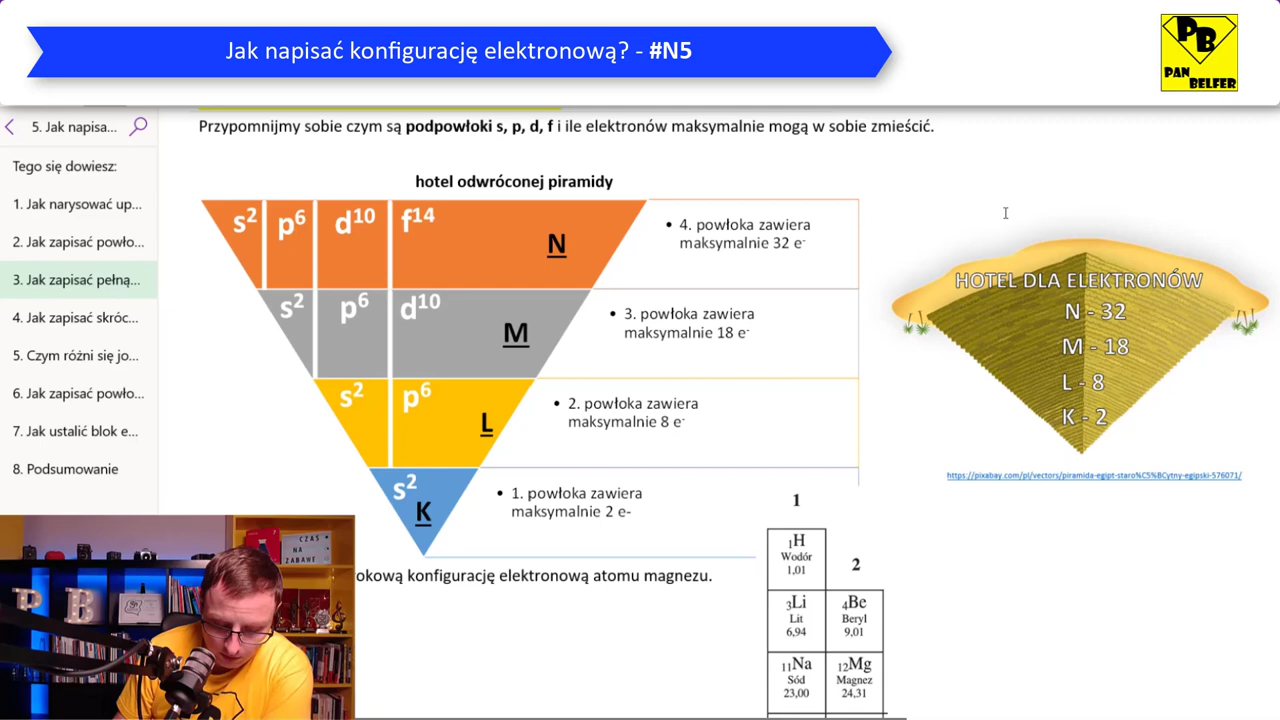 Jak napisać konfigurację elektronową? - #N5
PB
PAN
BELFER
5. Jak napisa...
Tego się dowiesz:
1. Jak narysować up...
2. Jak zapisać powło...
3. Jak zapisać pełną...
4. Jak zapisać skróc...
5. Czym różni się jo...
6. Jak zapisać powło...
7. Jak ustalić blok e...
8. Podsumowanie
Przypomnijmy sobie czym są podpowłoki s, p, d, f i ile elektronów maksymalnie mogą w sobie zmieścić.
hotel odwróconej piramidy
s² p⁶ d¹⁰ f¹⁴ N
• 4. powłoka zawiera
maksymalnie 32 e⁻
s² p⁶ d¹⁰ M
• 3. powłoka zawiera
maksymalnie 18 e⁻
s² p⁶ L
• 2. powłoka zawiera
maksymalnie 8 e⁻
s² K
• 1. powłoka zawiera
maksymalnie 2 e-
HOTEL DLA ELEKTRONÓW
N - 32
M - 18
L - 8
K - 2
https://pixabay.com/pl/vectors/piramida-egipt-staro%C5%BCytny-egipski-576071/
okową konfigurację elektronową atomu magnezu.
1
₁H
Wodór
1,01
2
₃Li
Lit
6,94
₄Be
Beryl
9,01
₁₁Na
Sód
23,00
₁₂Mg
Magnez
24,31
CZAS
NA
ZABAWE
P B